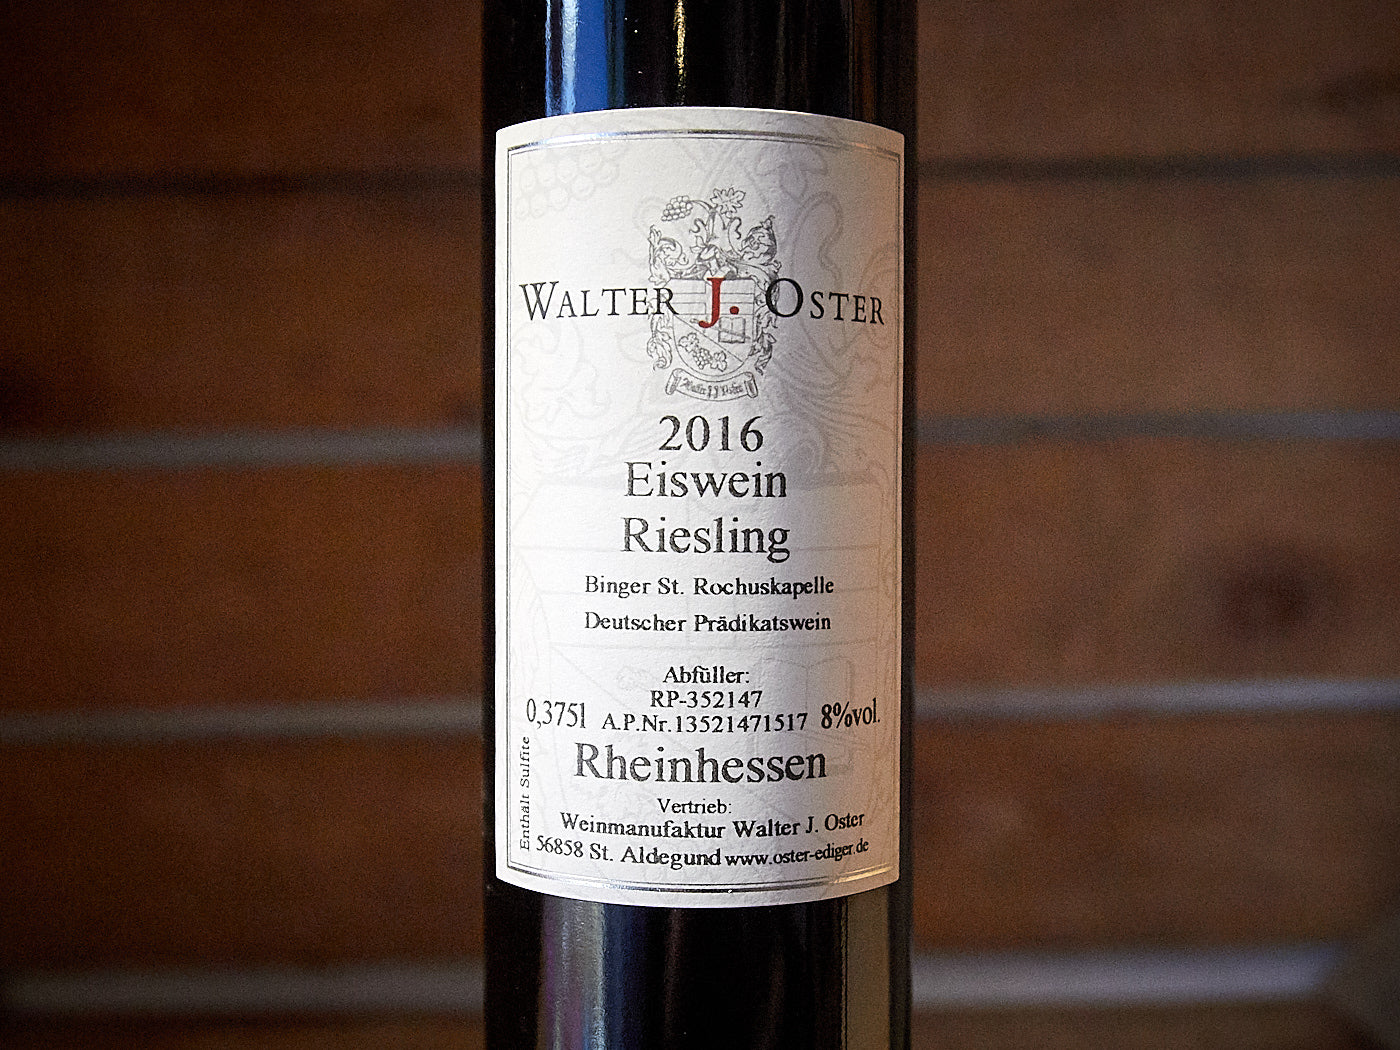 WALTER J. OSTER
2016
Eiswein
Riesling
Binger St. Rochuskapelle
Deutscher Prädikatswein
Abfüller:
RP-352147
0,375l A.P.Nr.13521471517 8%vol.
Rheinhessen
Enthält Sulfite
Vertrieb:
Weinmanufaktur Walter J. Oster
56858 St. Aldegund www.oster-ediger.de